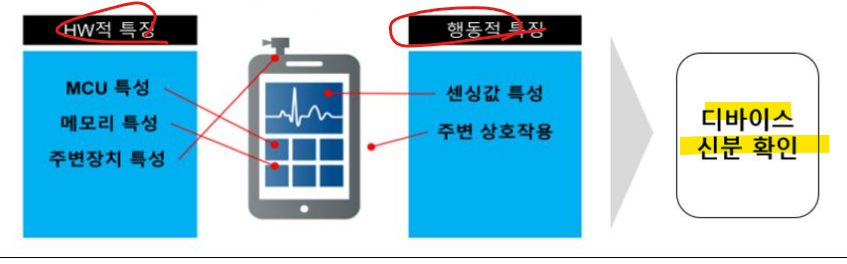 HW적 특징
MCU 특성
메모리 특성
주변장치 특성
행동적 특징
센싱값 특성
주변 상호작용
디바이스
신분 확인